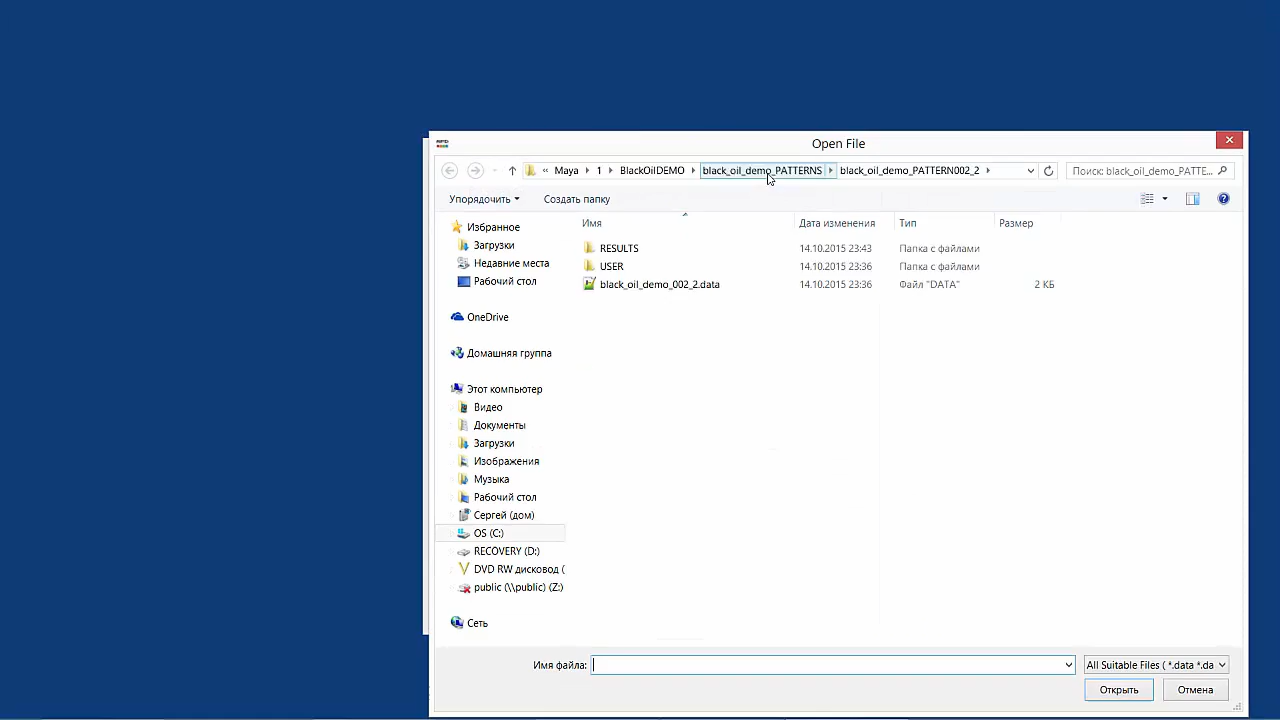 Open File
« Maya 1 BlackOilDEMO black_oil_demo_PATTERNS black_oil_demo_PATTERN002_2
Поиск: black_oil_demo_PATTE...
Упорядочить Создать папку
Имя Дата изменения Тип Размер
RESULTS 14.10.2015 23:43 Папка с файлами
USER 14.10.2015 23:36 Папка с файлами
black_oil_demo_002_2.data 14.10.2015 23:36 Файл "DATA" 2 КБ
Избранное
Загрузки
Недавние места
Рабочий стол
OneDrive
Домашняя группа
Этот компьютер
Видео
Документы
Загрузки
Изображения
Музыка
Рабочий стол
Сергей (дом)
OS (C:)
RECOVERY (D:)
DVD RW дисковод (
public (\\public) (Z:)
Сеть
Имя файла:
All Suitable Files ( *.data *.da
Открыть Отмена